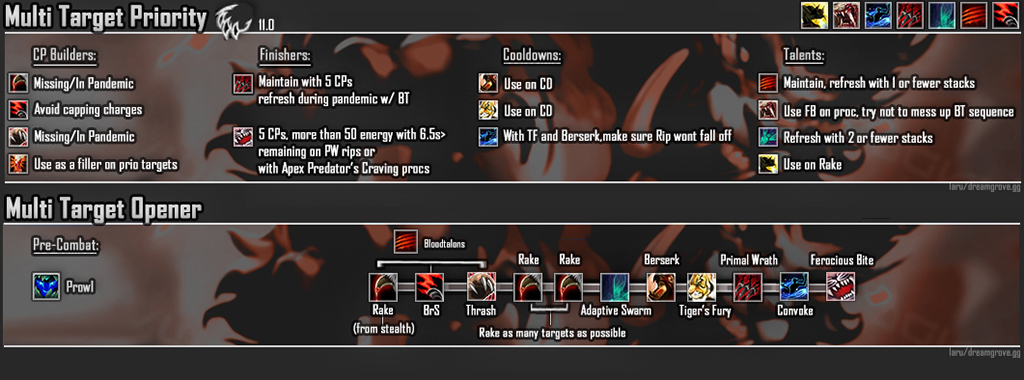 Multi Target Priority 11.0
CP Builders:
Missing/In Pandemic
Avoid capping charges
Missing/In Pandemic
Use as a filler on prio targets
Finishers:
Maintain with 5 CPs
refresh during pandemic w/ BT
5 CPs, more than 50 energy with 6.5s>
remaining on PW rips or
with Apex Predator's Craving procs
Cooldowns:
Use on CD
Use on CD
With TF and Berserk,make sure Rip wont fall off
Talents:
Maintain, refresh with 1 or fewer stacks
Use FB on proc, try not to mess up BT sequence
Refresh with 2 or fewer stacks
Use on Rake
laru/dreamgrove.gg
Multi Target Opener
Pre-Combat:
Prowl
Bloodtalons
Rake
(from stealth)
BrS
Thrash
Rake
Rake
Rake as many targets as possible
Adaptive Swarm
Berserk
Tiger's Fury
Primal Wrath
Convoke
Ferocious Bite
laru/dreamgrove.gg